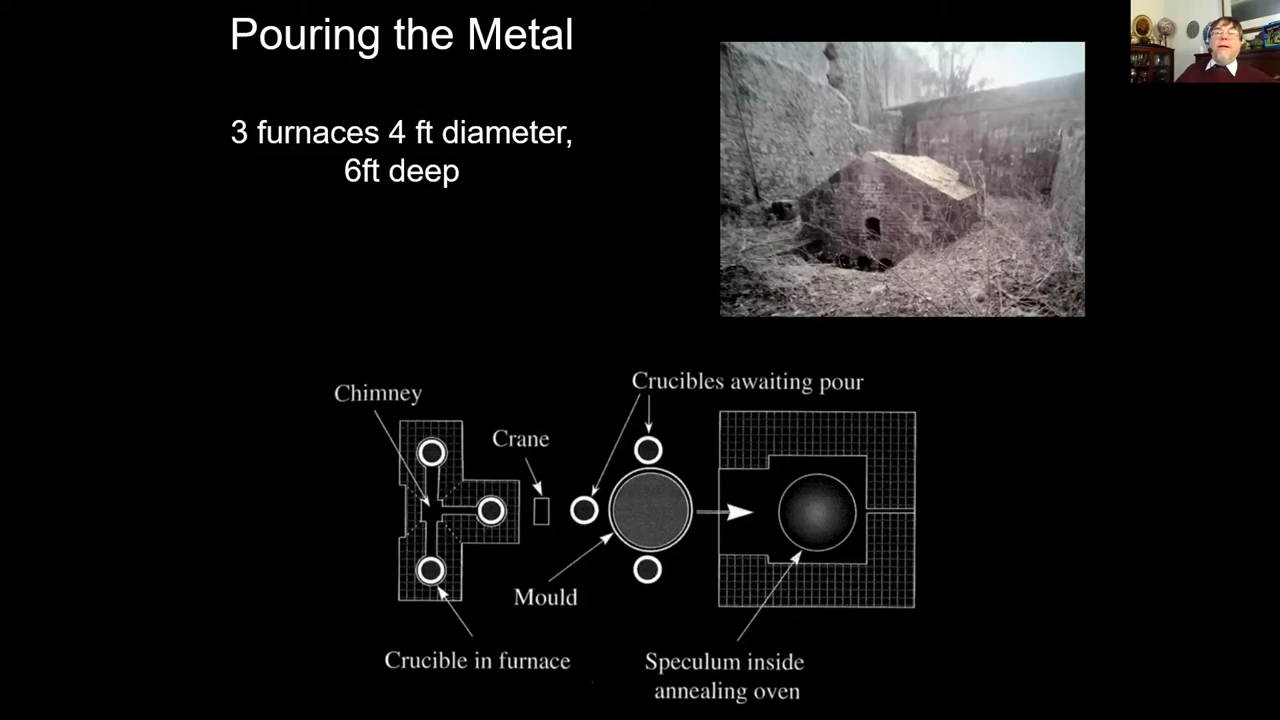 Pouring the Metal
3 furnaces 4 ft diameter,
6ft deep
Crucibles awaiting pour
Chimney
Crane
Mould
Crucible in furnace
Speculum inside
annealing oven